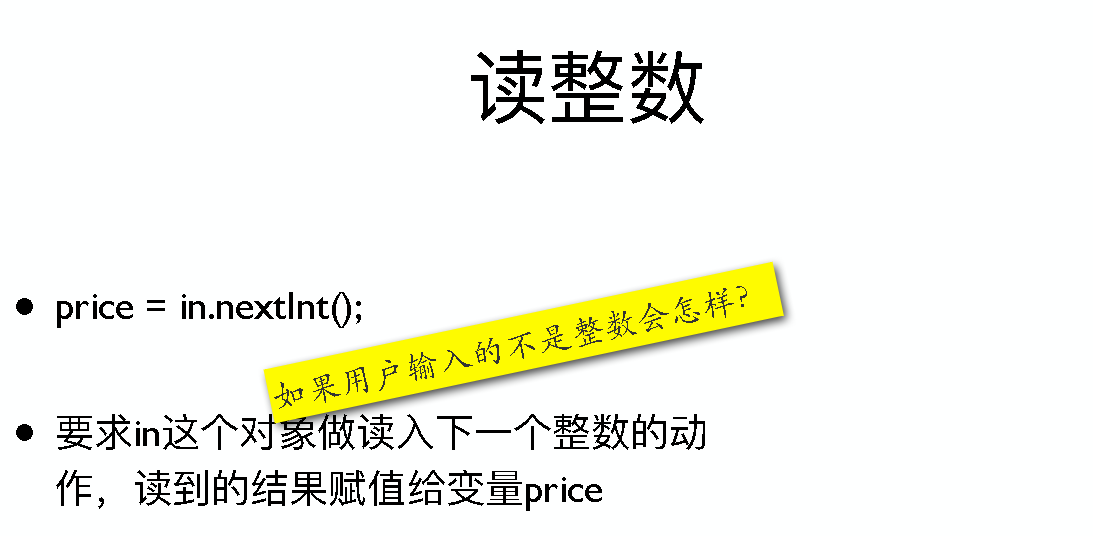 读整数
price = in.nextInt();
如果用户输入的不是整数会怎样?
要求in这个对象做读入下一个整数的动
作，读到的结果赋值给变量price